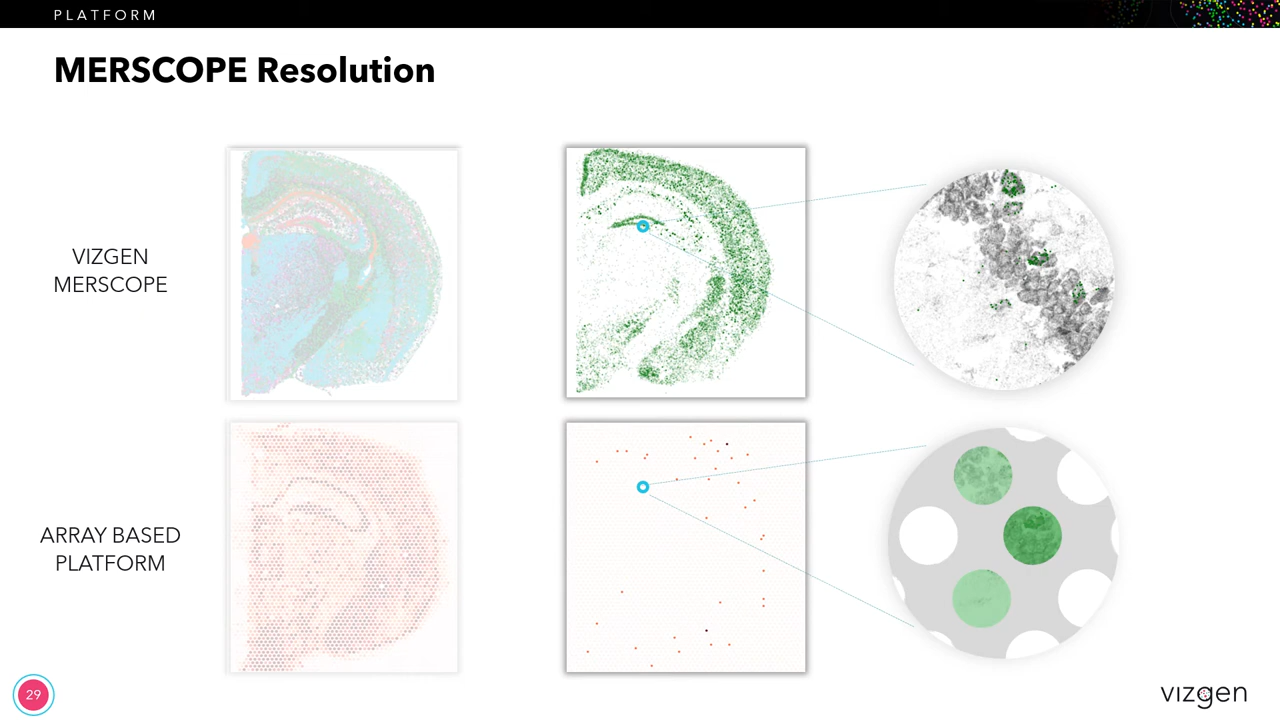 PLATFORM
MERSCOPE Resolution
VIZGEN
MERSCOPE
ARRAY BASED
PLATFORM
29
vizgen